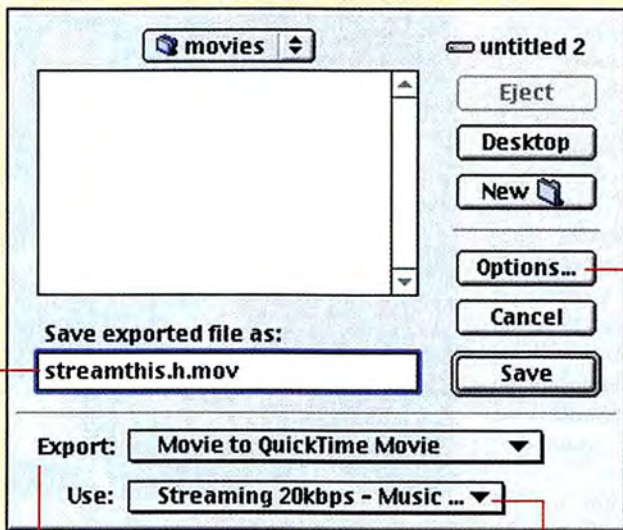 movies
untitled 2
Eject
Desktop
New
Options...
Cancel
Save exported file as:
streamthis.h.mov
Save
Export: Movie to QuickTime Movie
Use: Streaming 20kbps - Music ...